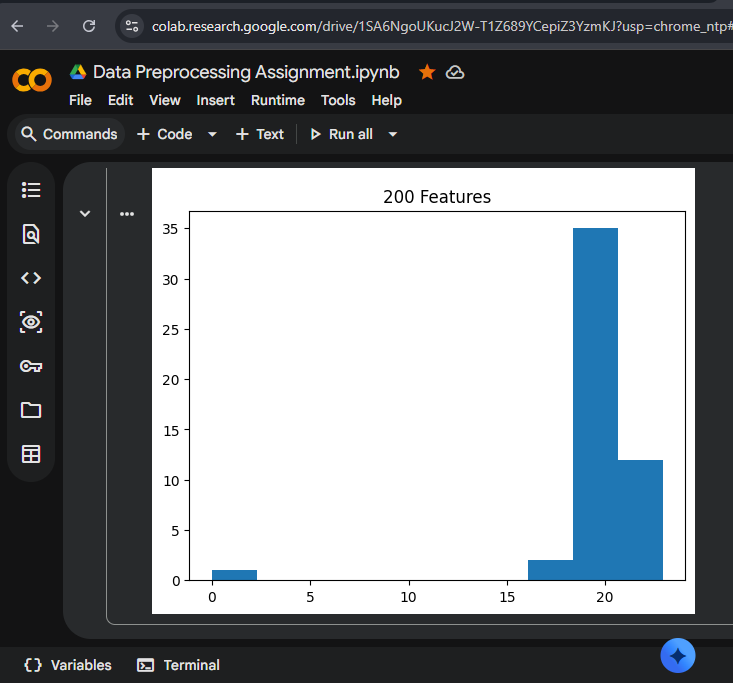 colab.research.google.com/drive/1SA6NgoUKucJ2W-T1Z689YCepiZ3YzmKJ?usp=chrome_ntp#
Data Preprocessing Assignment.ipynb
File Edit View Insert Runtime Tools Help
Commands + Code + Text Run all
200 Features
35
30
25
20
15
10
5
0
0 5 10 15 20
Variables Terminal